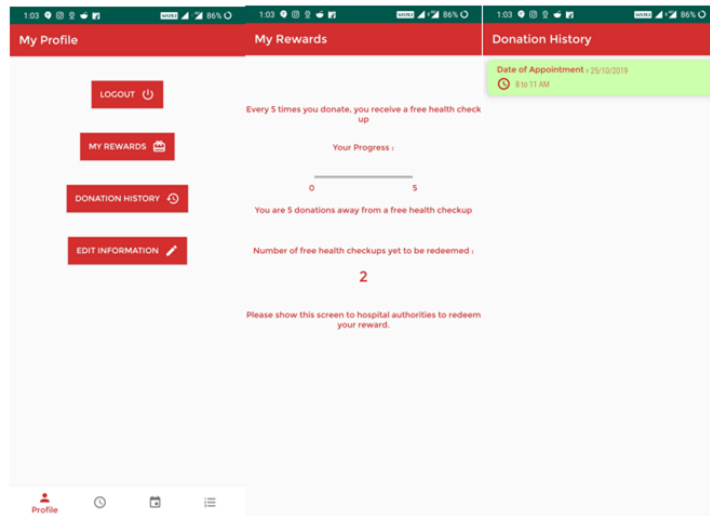 1:03 86%
My Profile
LOGOUT
MY REWARDS
DONATION HISTORY
EDIT INFORMATION
Profile
1:03 86%
My Rewards
Every 5 times you donate, you receive a free health check
up
Your Progress :
0 5
You are 5 donations away from a free health checkup
Number of free health checkups yet to be redeemed :
2
Please show this screen to hospital authorities to redeem
your reward.
1:03 86%
Donation History
Date of Appointment : 25/10/2019
8 to 11 AM